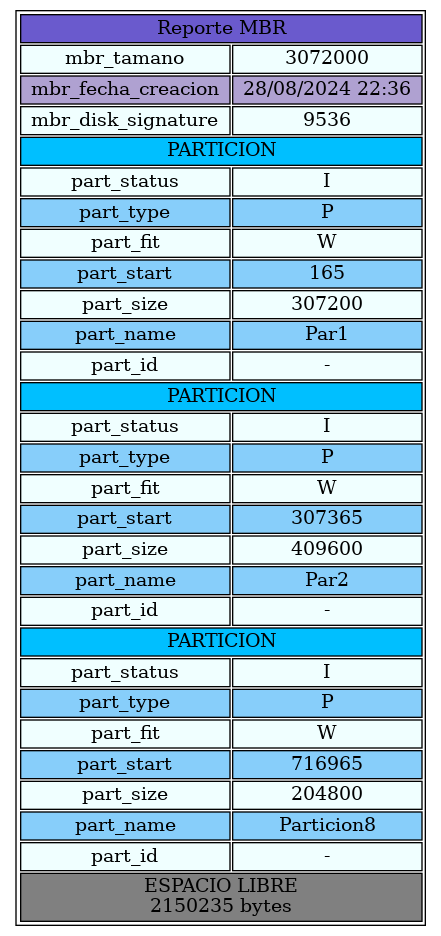 Reporte MBR
mbr_tamano 3072000
mbr_fecha_creacion 28/08/2024 22:36
mbr_disk_signature 9536
PARTICION
part_status I
part_type P
part_fit W
part_start 165
part_size 307200
part_name Par1
part_id -
PARTICION
part_status I
part_type P
part_fit W
part_start 307365
part_size 409600
part_name Par2
part_id -
PARTICION
part_status I
part_type P
part_fit W
part_start 716965
part_size 204800
part_name Particion8
part_id -
ESPACIO LIBRE
2150235 bytes